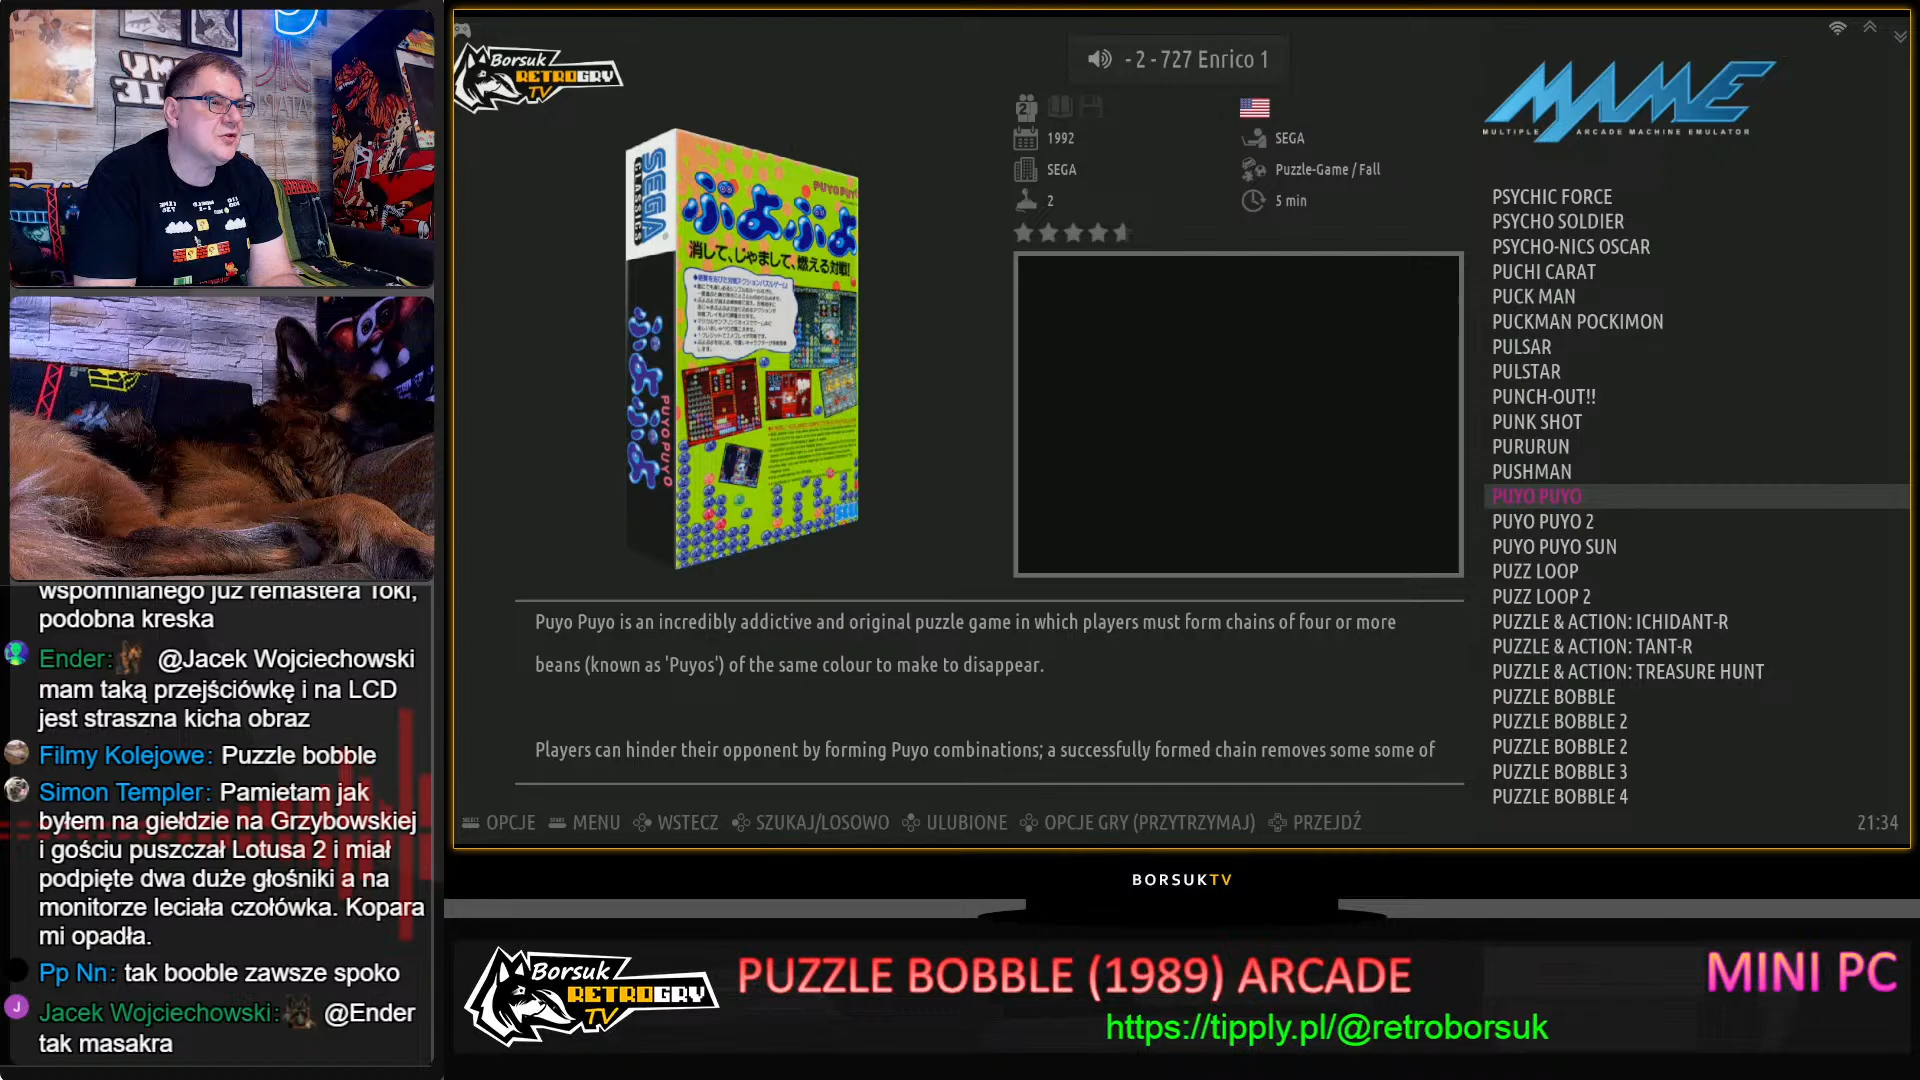 wspomnianego już remastera Toki,
podobna kreska
Ender: @Jacek Wojciechowski
mam taką przejściówkę i na LCD
jest straszna kicha obraz
Filmy Kolejowe: Puzzle bobble
Simon Templer: Pamietam jak
byłem na giełdzie na Grzybowskiej
i gościu puszczał Lotusa 2 i miał
podpięte dwa duże głośniki a na
monitorze leciała czołówka. Kopara
mi opadła.
Pp Nn: tak booble zawsze spoko
J
Jacek Wojciechowski: @Ender
tak masakra
Borsuk
RETROGRY
TV
- 2 - 727 Enrico 1
2
1992
SEGA
SEGA
Puzzle-Game / Fall
2
5 min
SEGA
CLASSICS
ぷよぷよ
PUYO PUYO
PUYO PUY
ぷよぷよ
消して、じゃまして、燃える対戦!
Puyo Puyo is an incredibly addictive and original puzzle game in which players must form chains of four or more
beans (known as 'Puyos') of the same colour to make to disappear.
Players can hinder their opponent by forming Puyo combinations; a successfully formed chain removes some some of
MAME
MULTIPLE ARCADE MACHINE EMULATOR
PSYCHIC FORCE
PSYCHO SOLDIER
PSYCHO-NICS OSCAR
PUCHI CARAT
PUCK MAN
PUCKMAN POCKIMON
PULSAR
PULSTAR
PUNCH-OUT!!
PUNK SHOT
PURURUN
PUSHMAN
PUYO PUYO
PUYO PUYO 2
PUYO PUYO SUN
PUZZ LOOP
PUZZ LOOP 2
PUZZLE & ACTION: ICHIDANT-R
PUZZLE & ACTION: TANT-R
PUZZLE & ACTION: TREASURE HUNT
PUZZLE BOBBLE
PUZZLE BOBBLE 2
PUZZLE BOBBLE 2
PUZZLE BOBBLE 3
PUZZLE BOBBLE 4
OPCJE MENU WSTECZ SZUKAJ/LOSOWO ULUBIONE OPCJE GRY (PRZYTRZYMAJ) PRZEJDŹ
21:34
BORSUKTV
Borsuk
RETROGRY
TV
PUZZLE BOBBLE (1989) ARCADE
MINI PC
https://tipply.pl/@retroborsuk